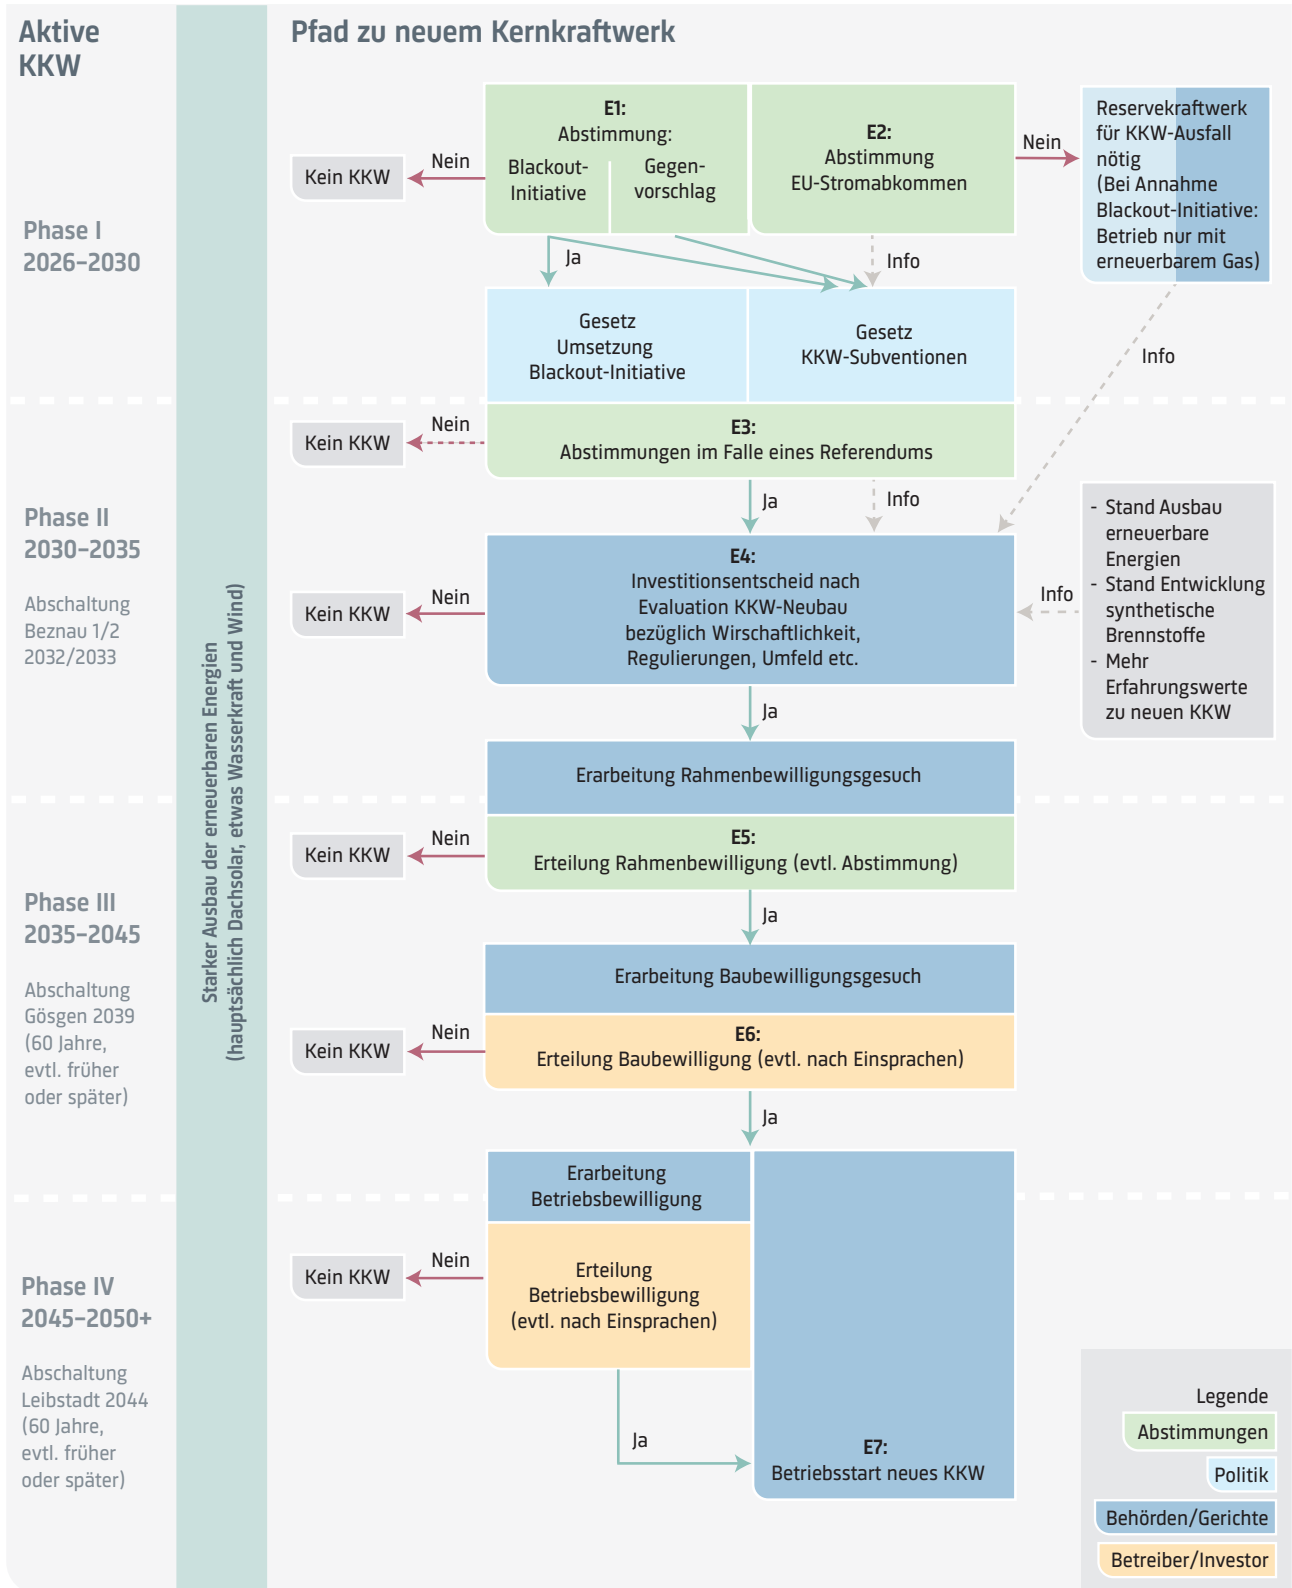 Aktive
KKW
Pfad zu neuem Kernkraftwerk
Phase I
2026–2030
Phase II
2030–2035
Abschaltung
Beznau 1/2
2032/2033
Phase III
2035–2045
Abschaltung
Gösgen 2039
(60 Jahre,
evtl. früher
oder später)
Phase IV
2045–2050+
Abschaltung
Leibstadt 2044
(60 Jahre,
evtl. früher
oder später)
Starker Ausbau der erneuerbaren Energien
(hauptsächlich Dachsolar, etwas Wasserkraft und Wind)
E1:
Abstimmung:
Blackout-
Initiative
Gegen-
vorschlag
E2:
Abstimmung
EU-Stromabkommen
Nein
Kein KKW
Nein
Reservekraftwerk
für KKW-Ausfall
nötig
(Bei Annahme
Blackout-Initiative:
Betrieb nur mit
erneuerbarem Gas)
Ja
Info
Gesetz
Umsetzung
Blackout-Initiative
Gesetz
KKW-Subventionen
Info
Nein
Kein KKW
E3:
Abstimmungen im Falle eines Referendums
Ja
Info
Nein
Kein KKW
E4:
Investitionsentscheid nach
Evaluation KKW-Neubau
bezüglich Wirschaftlichkeit,
Regulierungen, Umfeld etc.
Info
- Stand Ausbau
erneuerbare
Energien
- Stand Entwicklung
synthetische
Brennstoffe
- Mehr
Erfahrungswerte
zu neuen KKW
Ja
Erarbeitung Rahmenbewilligungsgesuch
Nein
Kein KKW
E5:
Erteilung Rahmenbewilligung (evtl. Abstimmung)
Ja
Erarbeitung Baubewilligungsgesuch
Nein
Kein KKW
E6:
Erteilung Baubewilligung (evtl. nach Einsprachen)
Ja
Erarbeitung
Betriebsbewilligung
Nein
Kein KKW
Erteilung
Betriebsbewilligung
(evtl. nach Einsprachen)
Ja
E7:
Betriebsstart neues KKW
Legende
Abstimmungen
Politik
Behörden/Gerichte
Betreiber/Investor